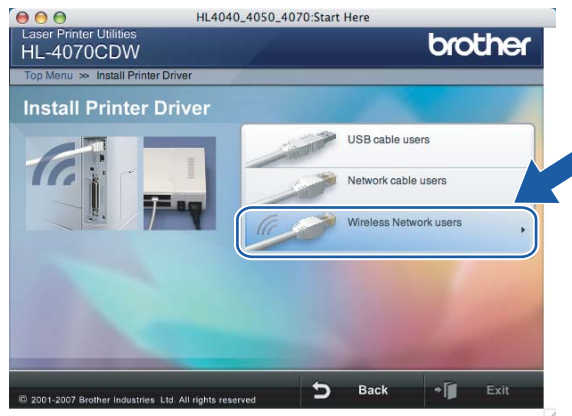 HL4040_4050_4070:Start Here
Laser Printer Utilities
HL-4070CDW
brother
Top Menu >> Install Printer Driver
Install Printer Driver
USB cable users
Network cable users
Wireless Network users
© 2001-2007 Brother Industries Ltd. All rights reserved
Back
Exit